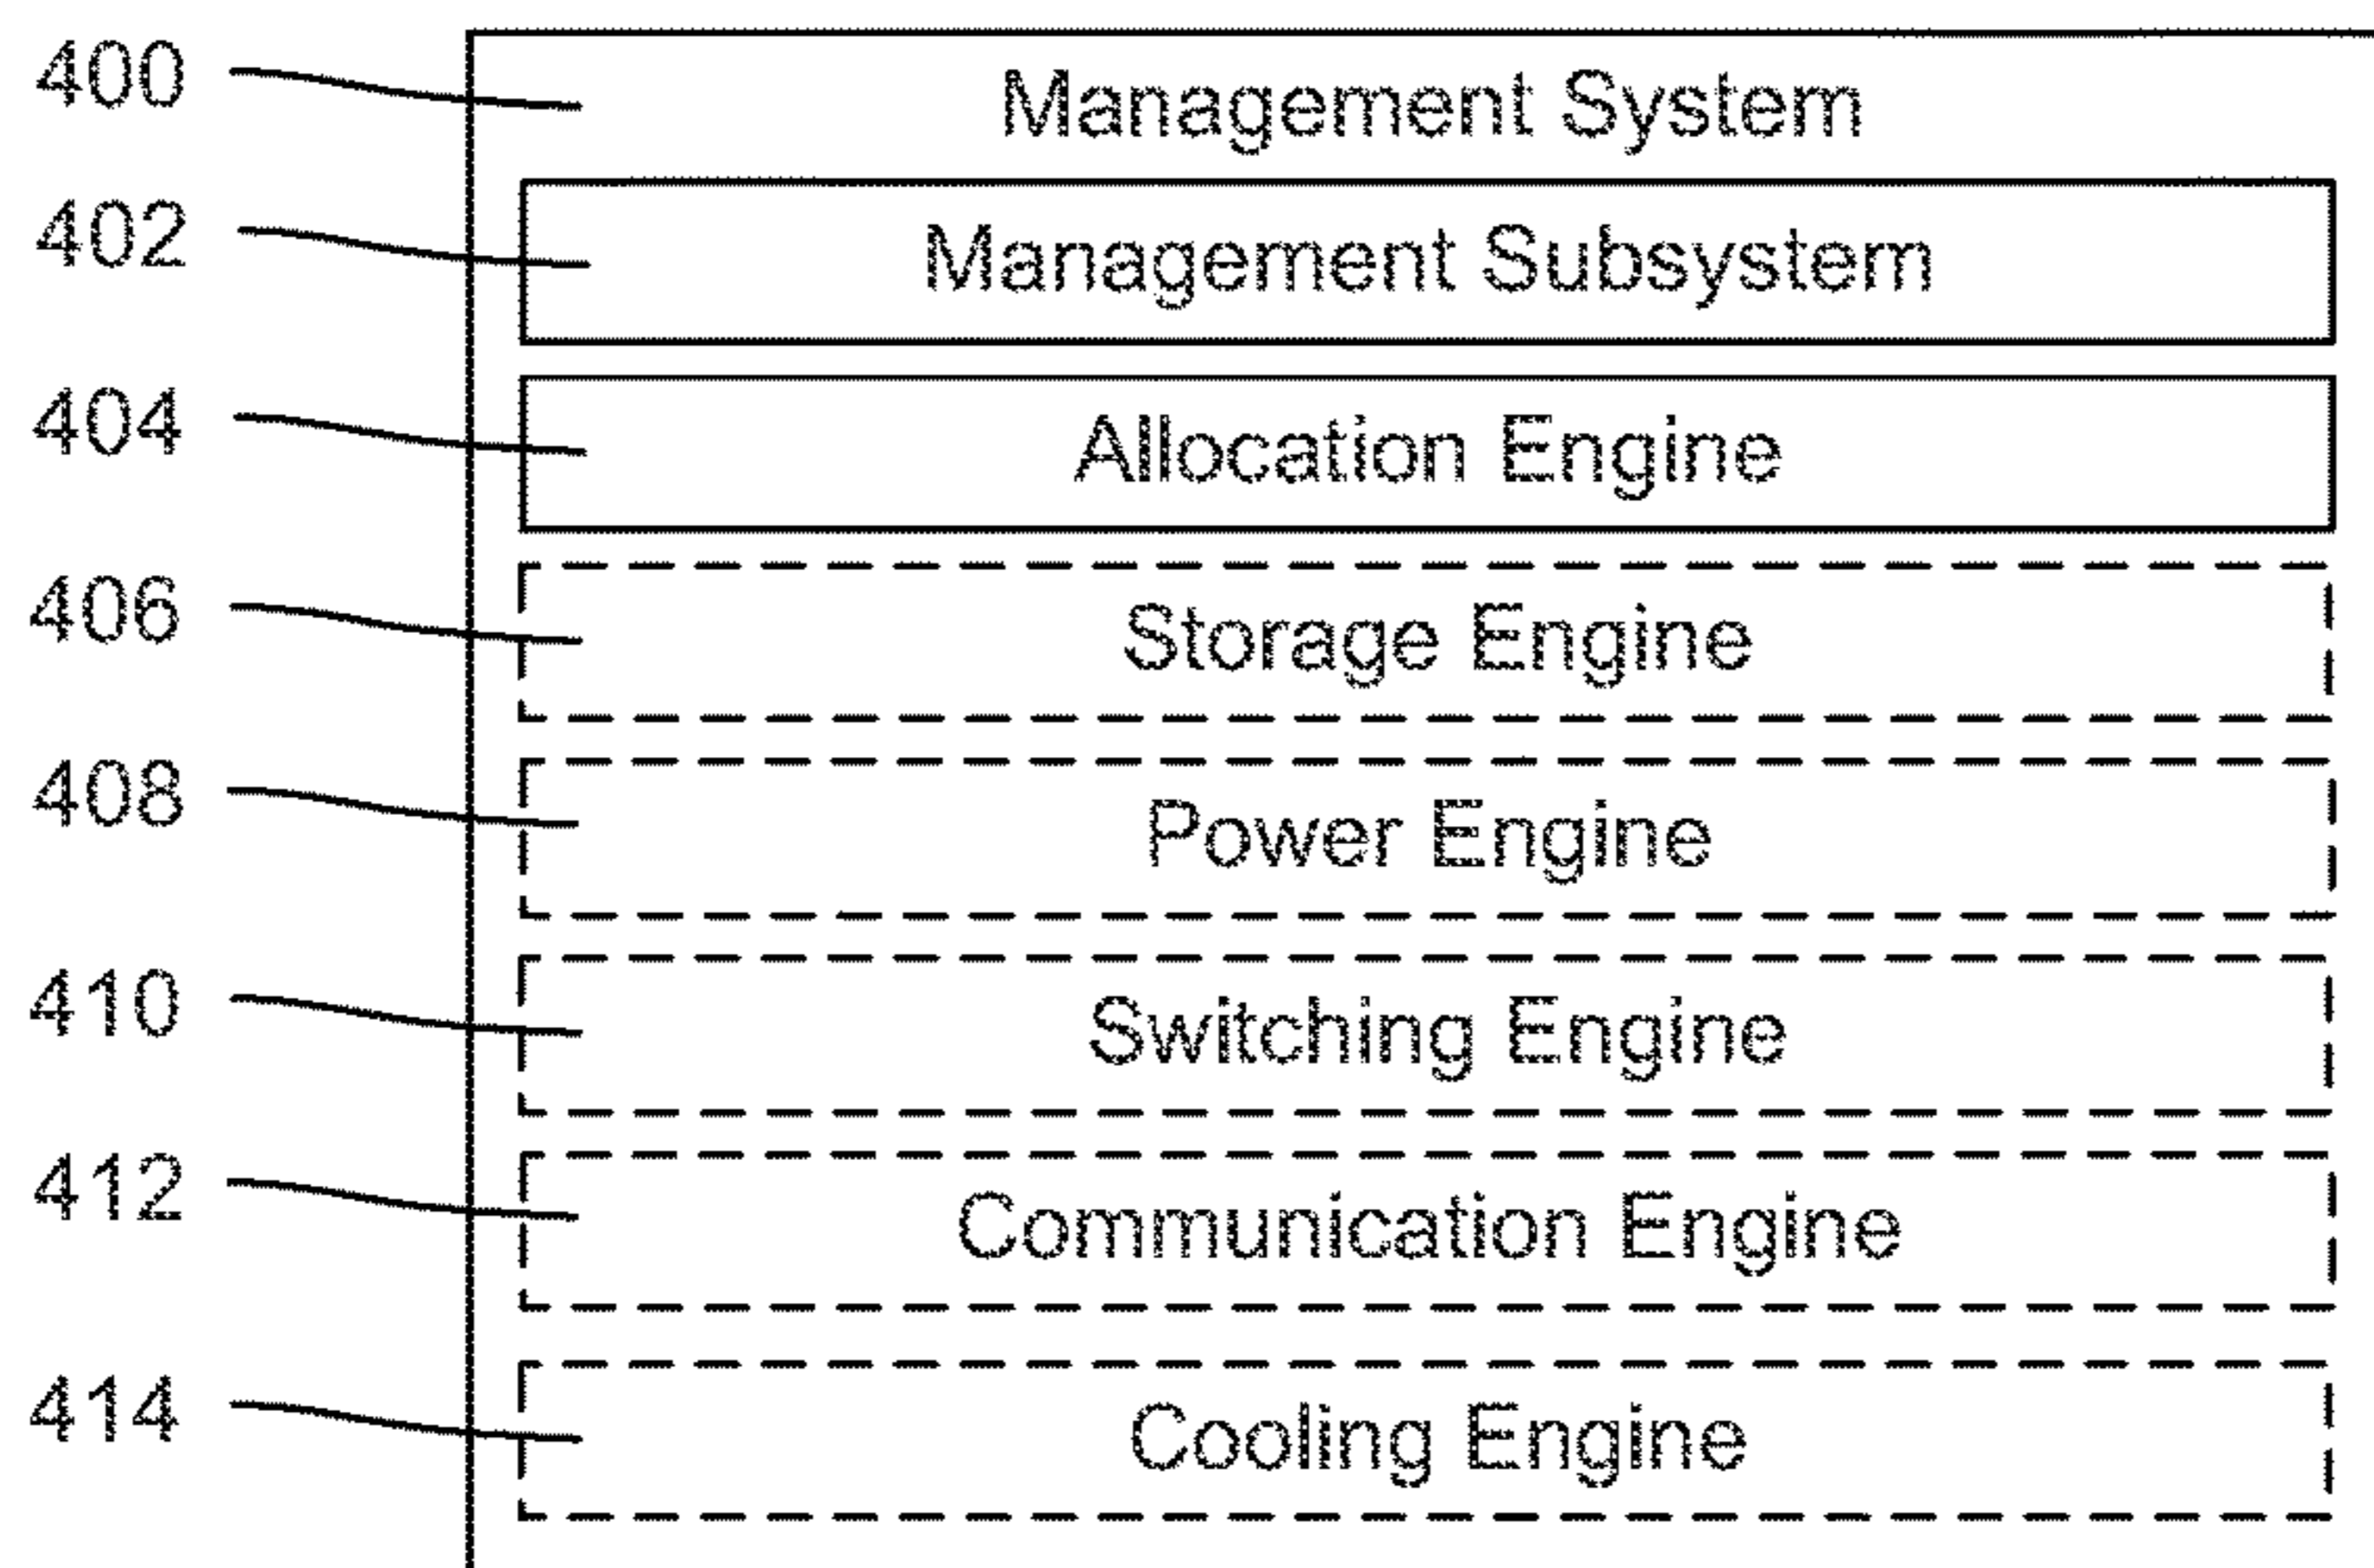 400 Management System
402 Management Subsystem
404 Allocation Engine
406 Storage Engine
408 Power Engine
410 Switching Engine
412 Communication Engine
414 Cooling Engine